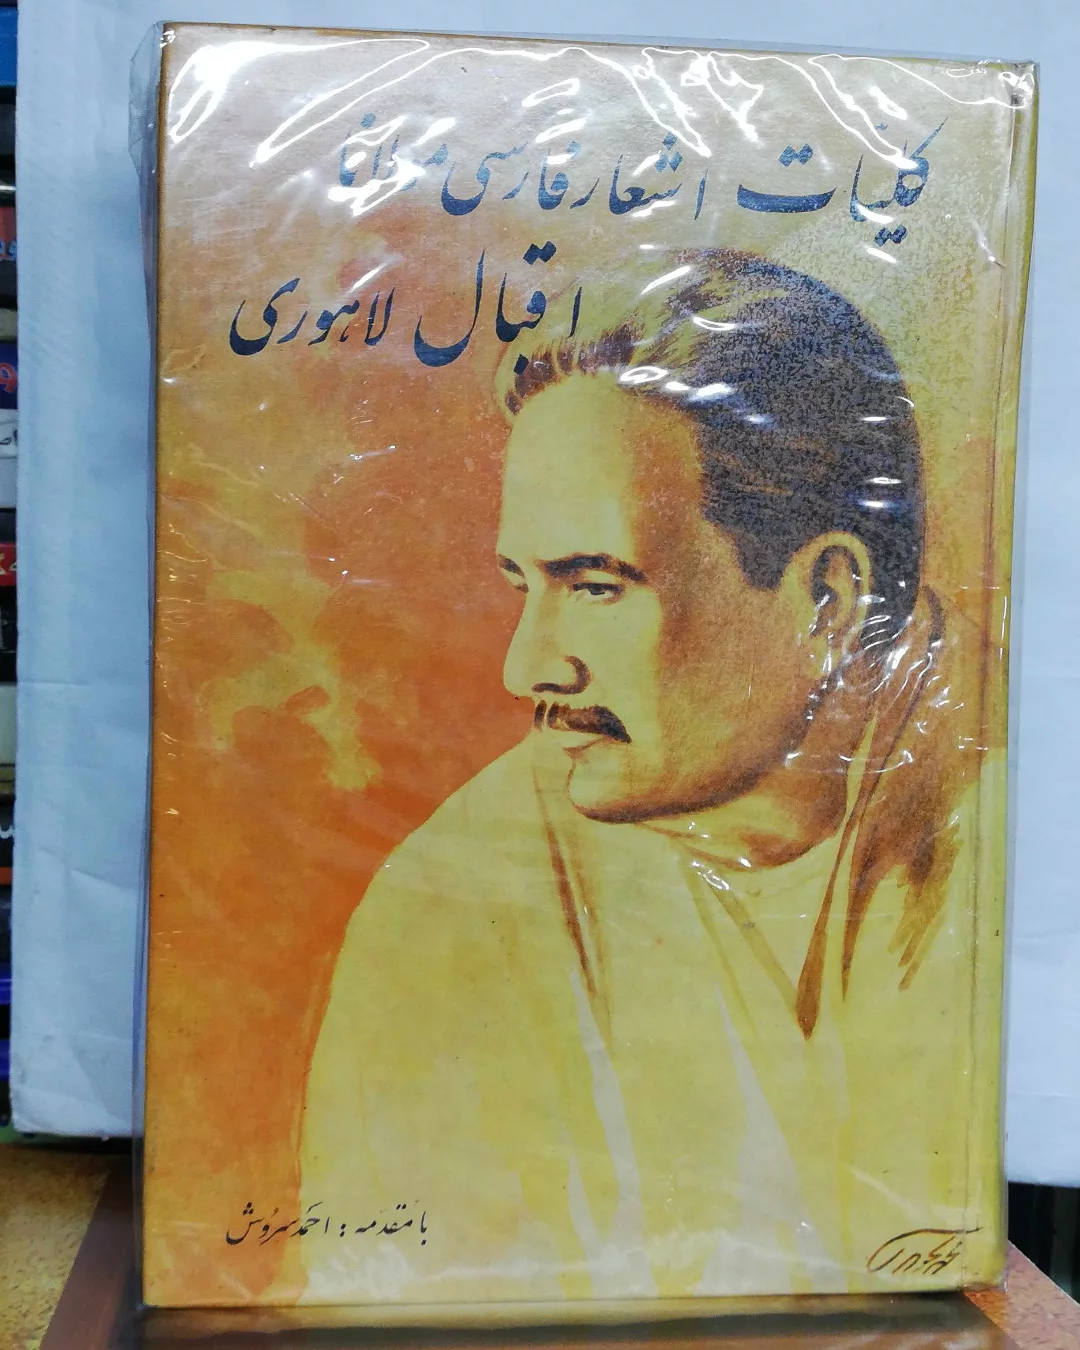 کلیات اشعار فارسی مولانا
اقبال لاهوری
با مقدمه : احمد سروش